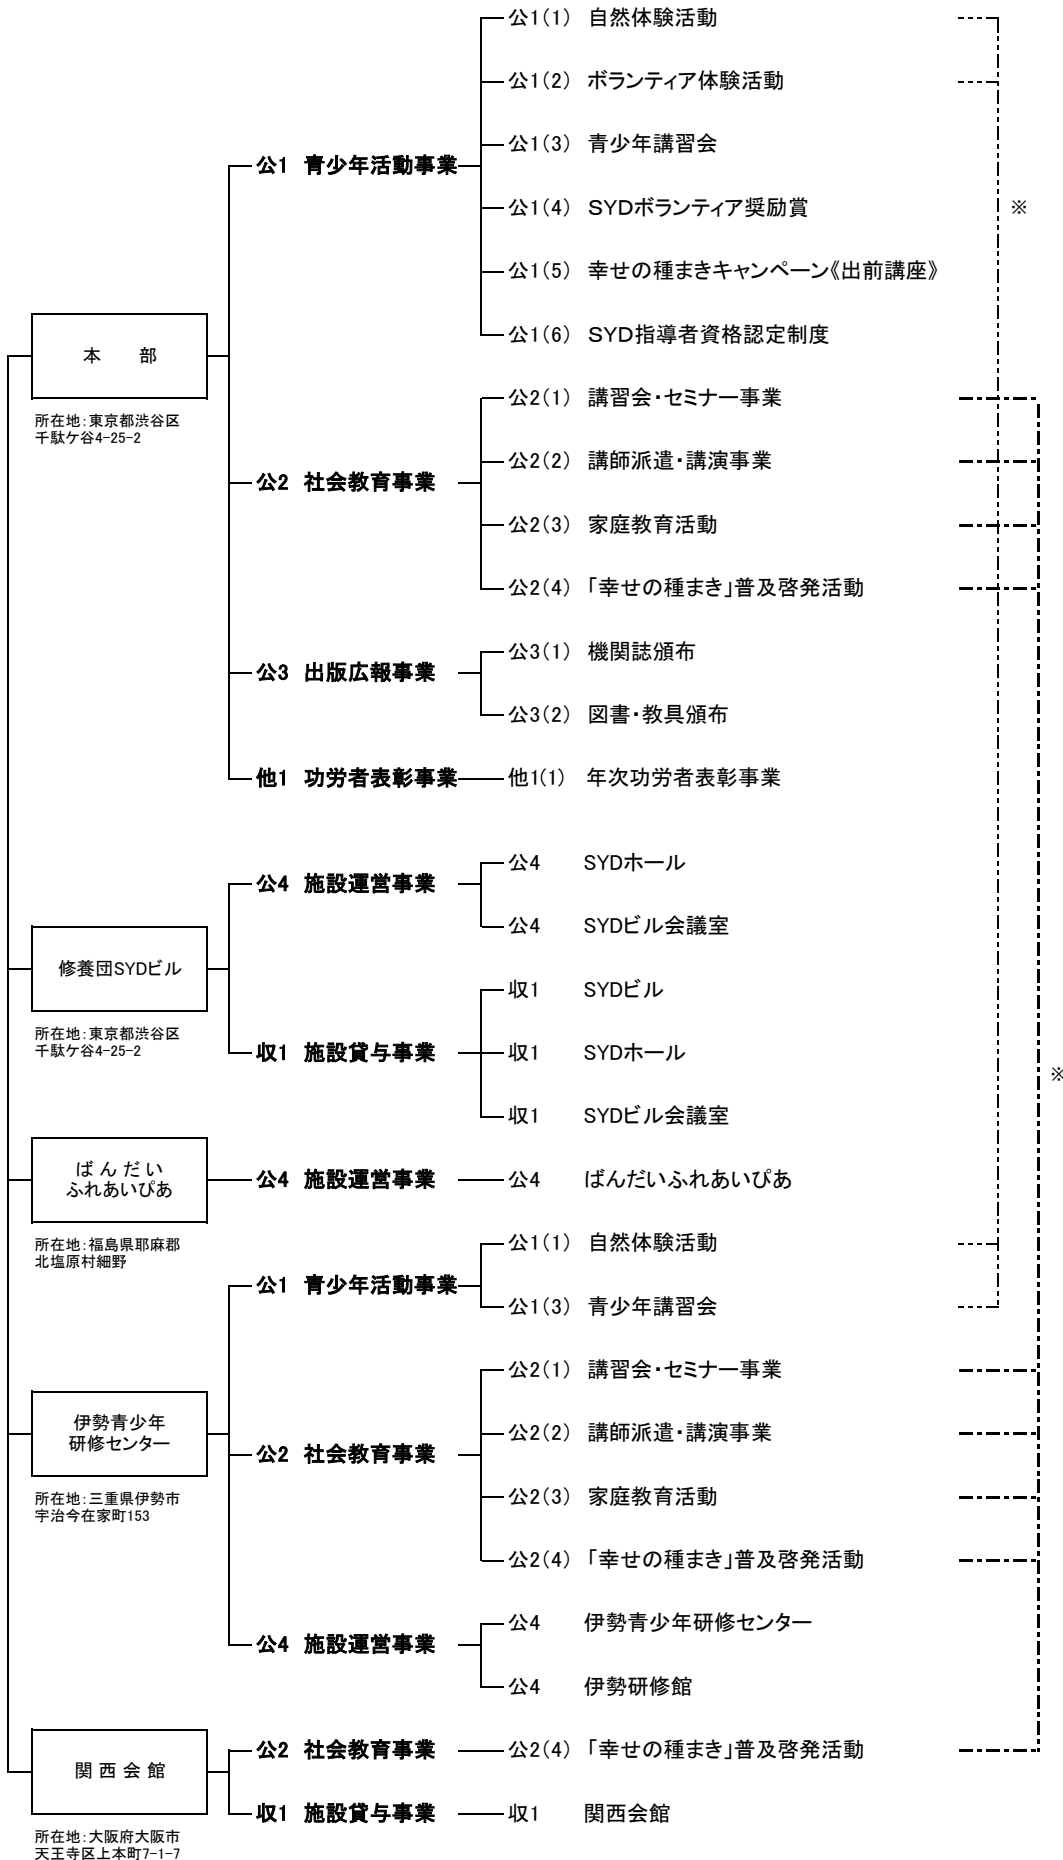 公1(1) 自然体験活動
公1(2) ボランティア体験活動
公1(3) 青少年講習会
公1 青少年活動事業
公1(4) SYDボランティア奨励賞
※
公1(5) 幸せの種まきキャンペーン《出前講座》
公1(6) SYD指導者資格認定制度
本 部
所在地:東京都渋谷区
千駄ケ谷4-25-2
公2(1) 講習会・セミナー事業
公2(2) 講師派遣・講演事業
公2 社会教育事業
公2(3) 家庭教育活動
公2(4) 「幸せの種まき」普及啓発活動
公3(1) 機関誌頒布
公3 出版広報事業
公3(2) 図書・教具頒布
他1 功労者表彰事業
他1(1) 年次功労者表彰事業
公4 SYDホール
公4 施設運営事業
公4 SYDビル会議室
修養団SYDビル
所在地:東京都渋谷区
千駄ケ谷4-25-2
収1 SYDビル
収1 施設貸与事業
収1 SYDホール
※
収1 SYDビル会議室
ばんだい
ふれあいぴあ
所在地:福島県耶麻郡
北塩原村細野
公4 施設運営事業
公4 ばんだいふれあいぴあ
公1(1) 自然体験活動
公1 青少年活動事業
公1(3) 青少年講習会
公2(1) 講習会・セミナー事業
伊勢青少年
研修センター
所在地:三重県伊勢市
宇治今在家町153
公2(2) 講師派遣・講演事業
公2 社会教育事業
公2(3) 家庭教育活動
公2(4) 「幸せの種まき」普及啓発活動
公4 伊勢青少年研修センター
公4 施設運営事業
公4 伊勢研修館
関西会館
所在地:大阪府大阪市
天王寺区上本町7-1-7
公2 社会教育事業
公2(4) 「幸せの種まき」普及啓発活動
収1 施設貸与事業
収1 関西会館